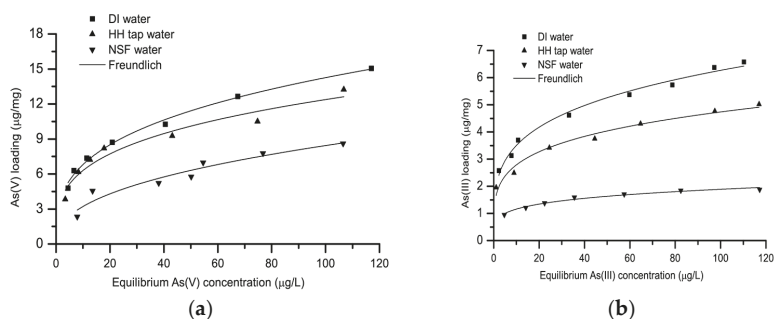 DI water
HH tap water
NSF water
Freundlich
18
15
12
9
6
3
0
As(V) loading (µg/mg)
0 20 40 60 80 100 120
Equilibrium As(V) concentration (µg/L)
(a)
DI water
HH tap water
NSF water
Freundlich
7
6
5
4
3
2
1
0
As(III) loading (µg/mg)
0 20 40 60 80 100 120
Equilibrium As(III) concentration (µg/L)
(b)